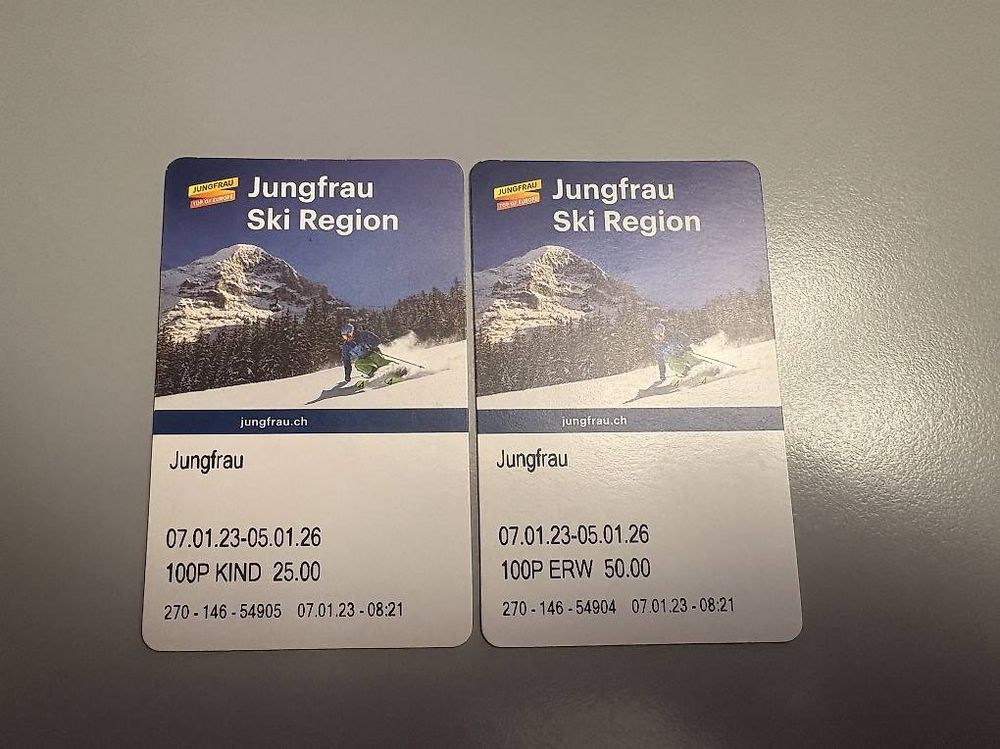 JUNGFRAU
TOP OF EUROPE
Jungfrau
Ski Region
jungfrau.ch
Jungfrau
07.01.23-05.01.26
100P KIND 25.00
270 - 146 - 54905 07.01.23 - 08:21
JUNGFRAU
TOP OF EUROPE
Jungfrau
Ski Region
jungfrau.ch
Jungfrau
07.01.23-05.01.26
100P ERW 50.00
270 - 146 - 54904 07.01.23 - 08:21